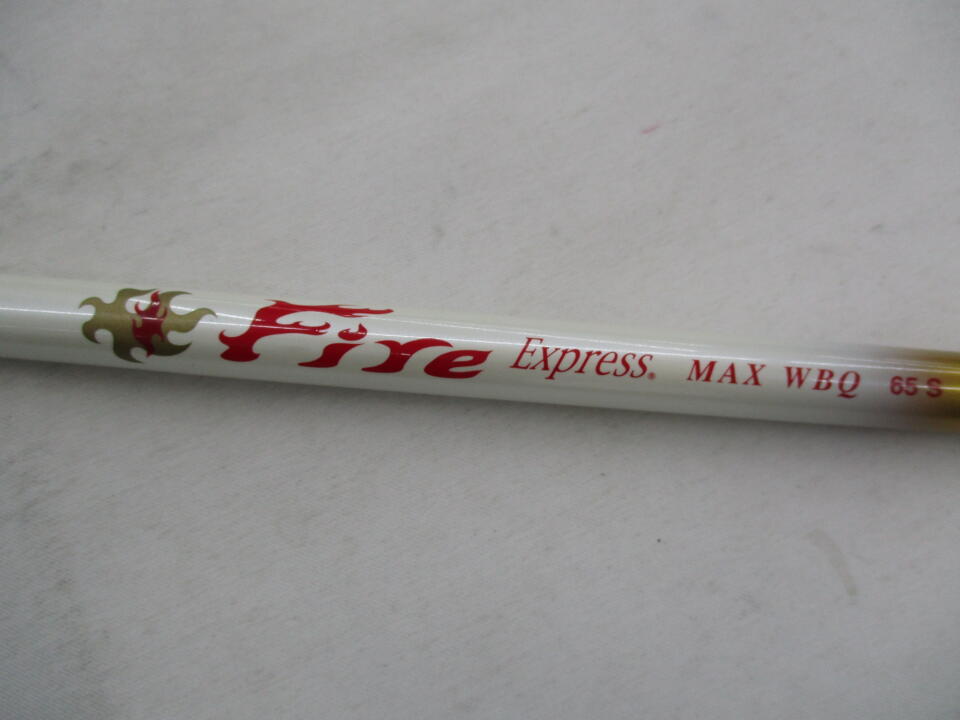 Fire Express. MAX WBQ 65 S